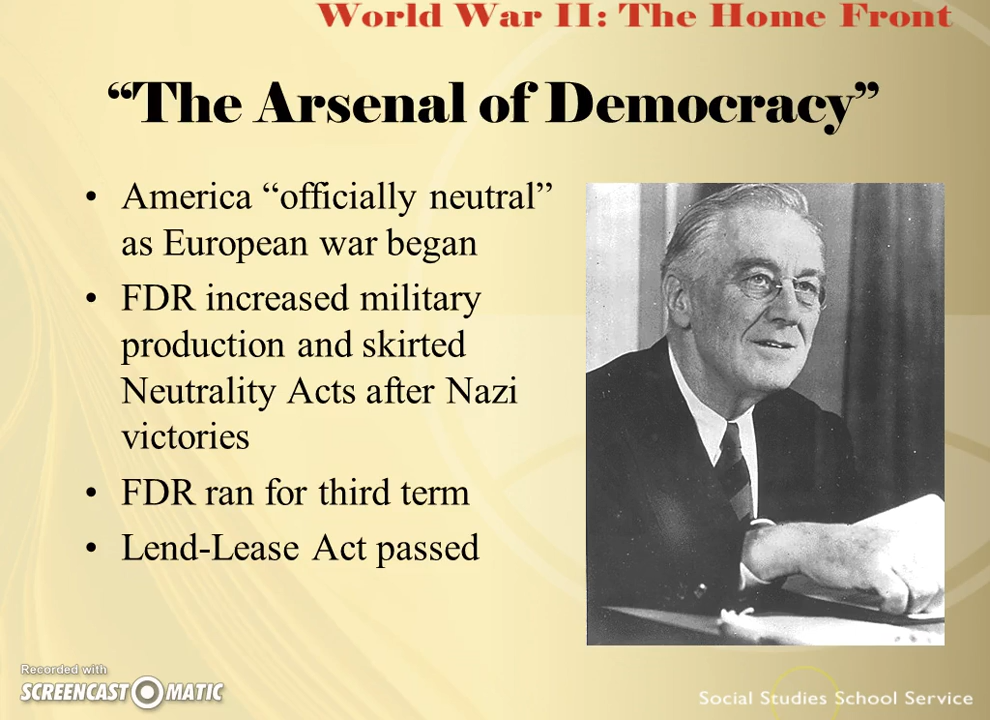 World War II: The Home Front
“The Arsenal of Democracy”
• America “officially neutral”
as European war began
• FDR increased military
production and skirted
Neutrality Acts after Nazi
victories
• FDR ran for third term
• Lend-Lease Act passed
Recorded with
SCREENCAST MATIC
Social Studies School Service